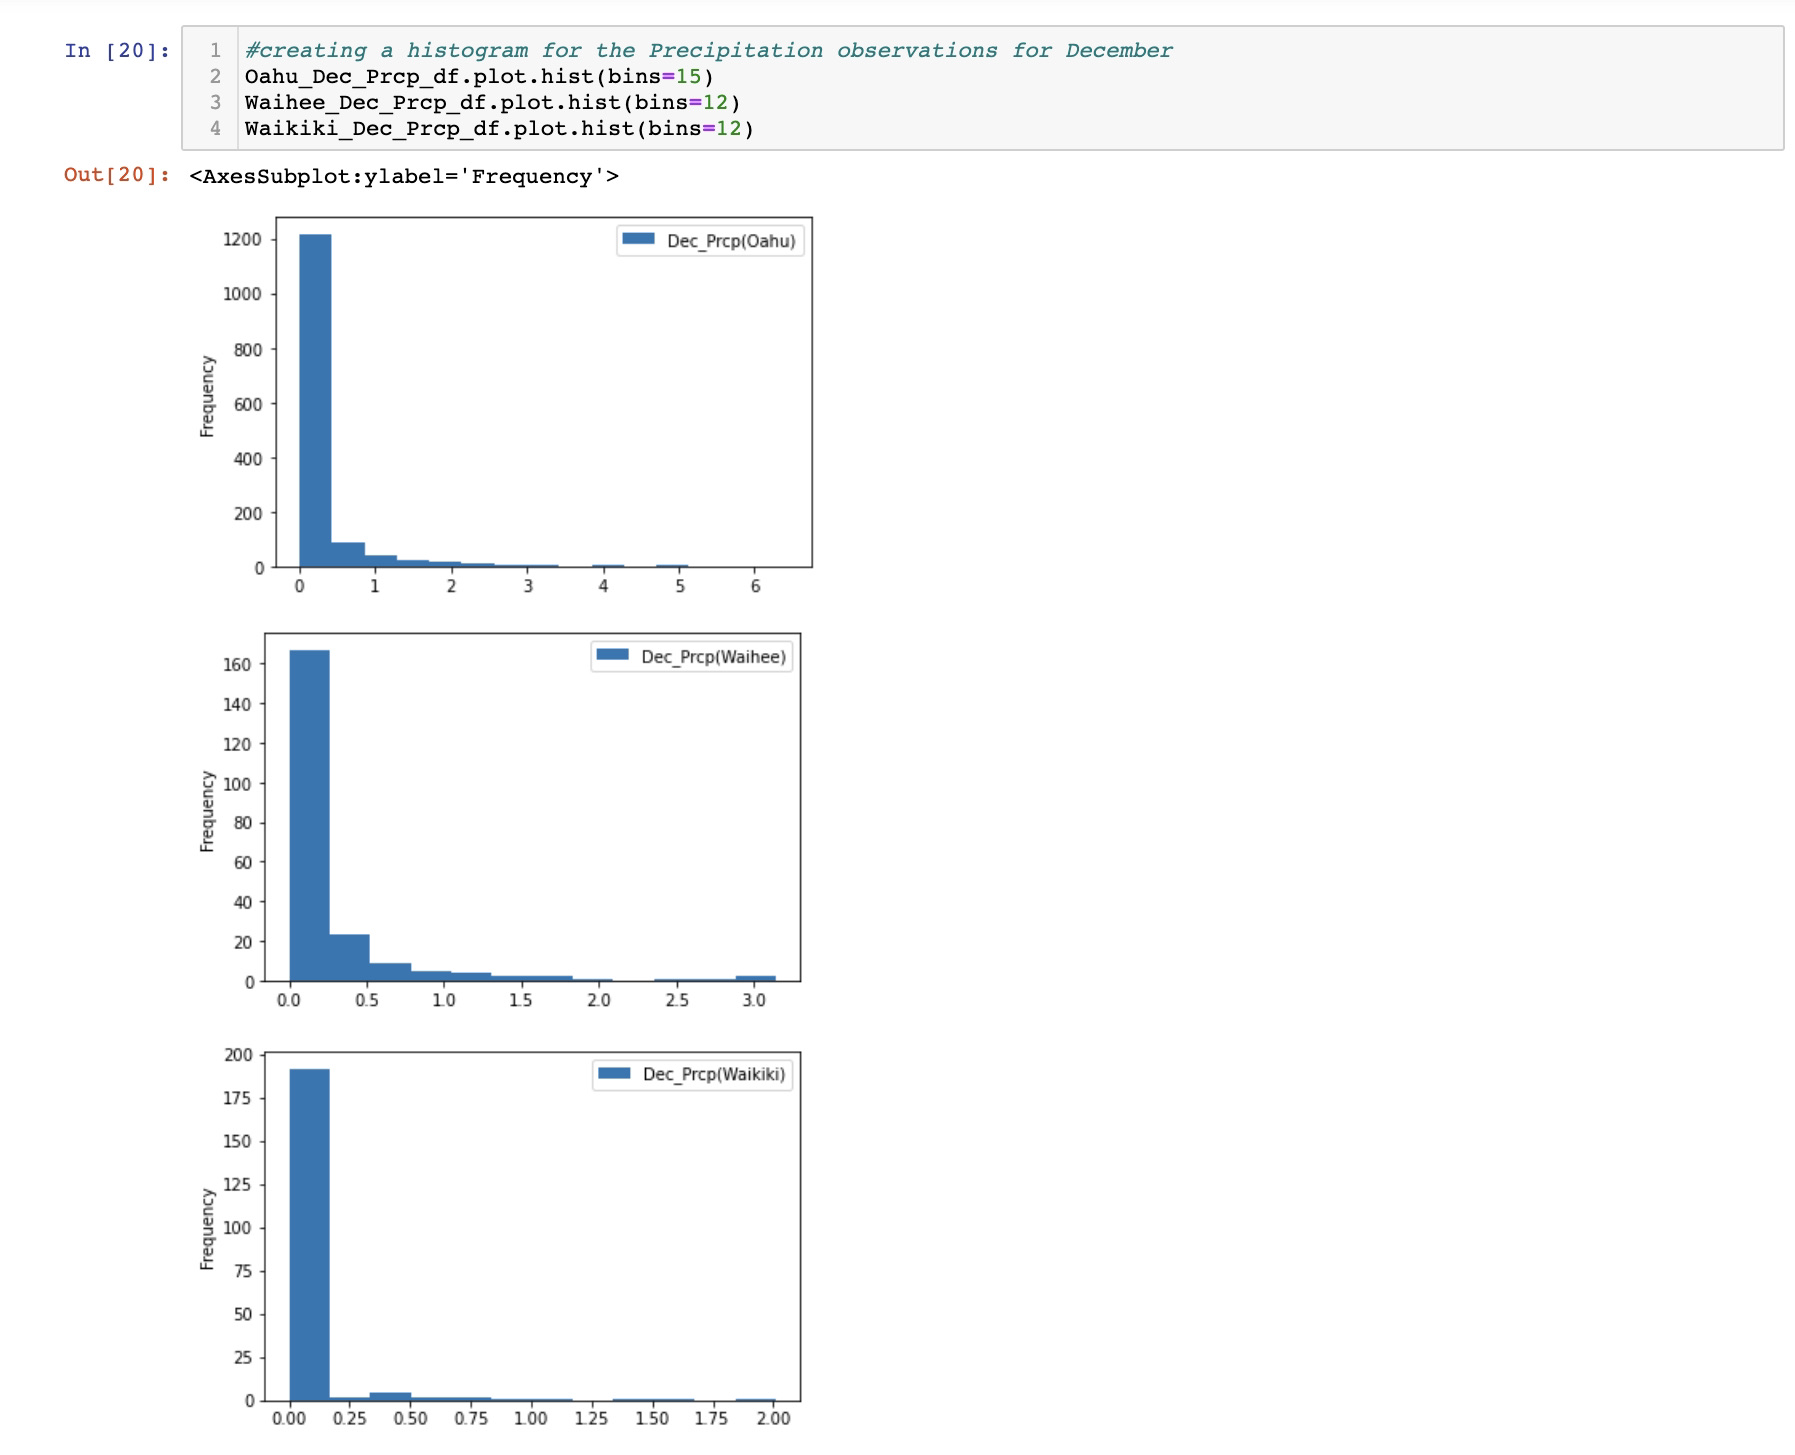 In [20]:
1 #creating a histogram for the Precipitation observations for December
2 Oahu_Dec_Prcp_df.plot.hist(bins=15)
3 Waihee_Dec_Prcp_df.plot.hist(bins=12)
4 Waikiki_Dec_Prcp_df.plot.hist(bins=12)
Out[20]: <AxesSubplot:ylabel='Frequency'>
Dec_Prcp(Oahu)
1200
1000
800
600
400
200
0
Frequency
0 1 2 3 4 5 6
Dec_Prcp(Waihee)
160
140
120
100
80
60
40
20
0
Frequency
0.0 0.5 1.0 1.5 2.0 2.5 3.0
Dec_Prcp(Waikiki)
200
175
150
125
100
75
50
25
0
Frequency
0.00 0.25 0.50 0.75 1.00 1.25 1.50 1.75 2.00